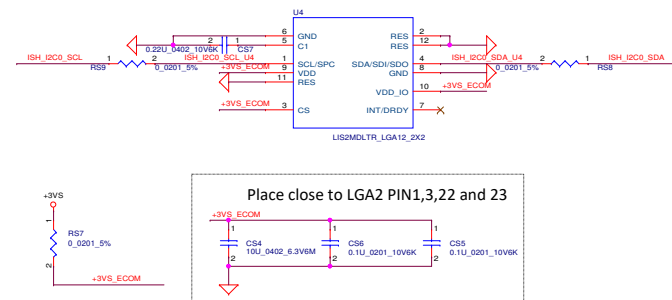 U4
6 GND RES 2
5 C1 RES 12
2 1
0.22U_0402_10V6K CS7
ISH_I2C0_SCL 1 2 ISH_I2C0_SCL_U4 1 SCL/SPC SDA/SDI/SDO 4 ISH_I2C0_SDA_U4 2 1 ISH_I2C0_SDA
RS9 0_0201_5% +3VS_ECOM 9 VDD GND 8 0_0201_5% RS8
11 RES
VDD_IO 10 +3VS_ECOM
+3VS_ECOM 3 CS INT/DRDY 7
LIS2MDLTR_LGA12_2X2
Place close to LGA2 PIN1,3,22 and 23
+3VS
+3VS_ECOM
1 1 1 1
RS7
0_0201_5%
CS4 CS6 CS5
10U_0402_6.3V6M 0.1U_0201_10V6K 0.1U_0201_10V6K
2 2 2 2
+3VS_ECOM